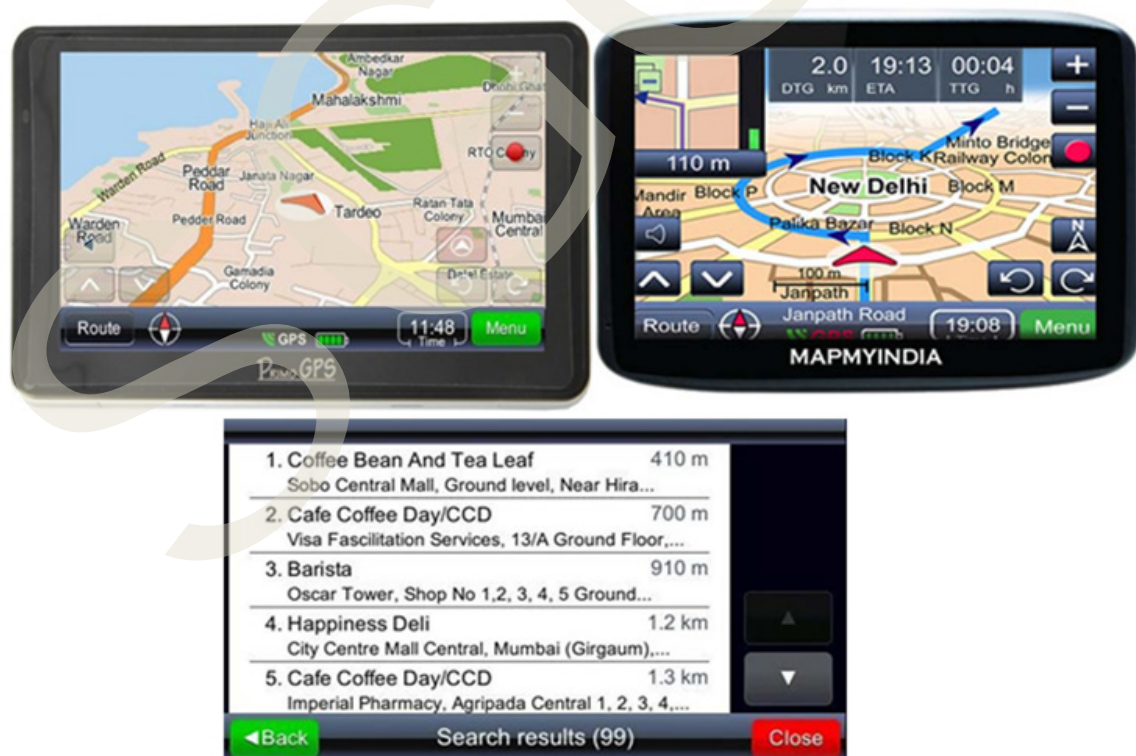 Ambedkar
Nagar
Dhobi Ghat
Mahalakshmi
Haji Ali
Junction
RTO Colony
Warden Road
Peddar
Road
Janata Nagar
Ratan Tata
Colony
Tardeo
Mumbai
Central
Warden
Road
Pedder Road
Gamadia
Colony
Dalal Estate
Route
GPS
11:48
Time
Menu
GPS
2.0 19:13 00:04
DTG km ETA TTG h
+
−
110 m
Minto Bridge
Block K Railway Colon
Mandir Block P
Area
New Delhi
Block M
Palika Bazar
Block N
N
100 m
Janpath
Janpath Road
Route
GPS
19:08
Menu
MAPMYINDIA
1. Coffee Bean And Tea Leaf 410 m
Sobo Central Mall, Ground level, Near Hira...
2. Cafe Coffee Day/CCD 700 m
Visa Fascilitation Services, 13/A Ground Floor,...
3. Barista 910 m
Oscar Tower, Shop No 1,2, 3, 4, 5 Ground...
4. Happiness Deli 1.2 km
City Centre Mall Central, Mumbai (Girgaum),...
5. Cafe Coffee Day/CCD 1.3 km
Imperial Pharmacy, Agripada Central 1, 2, 3, 4,...
Back
Search results (99)
Close